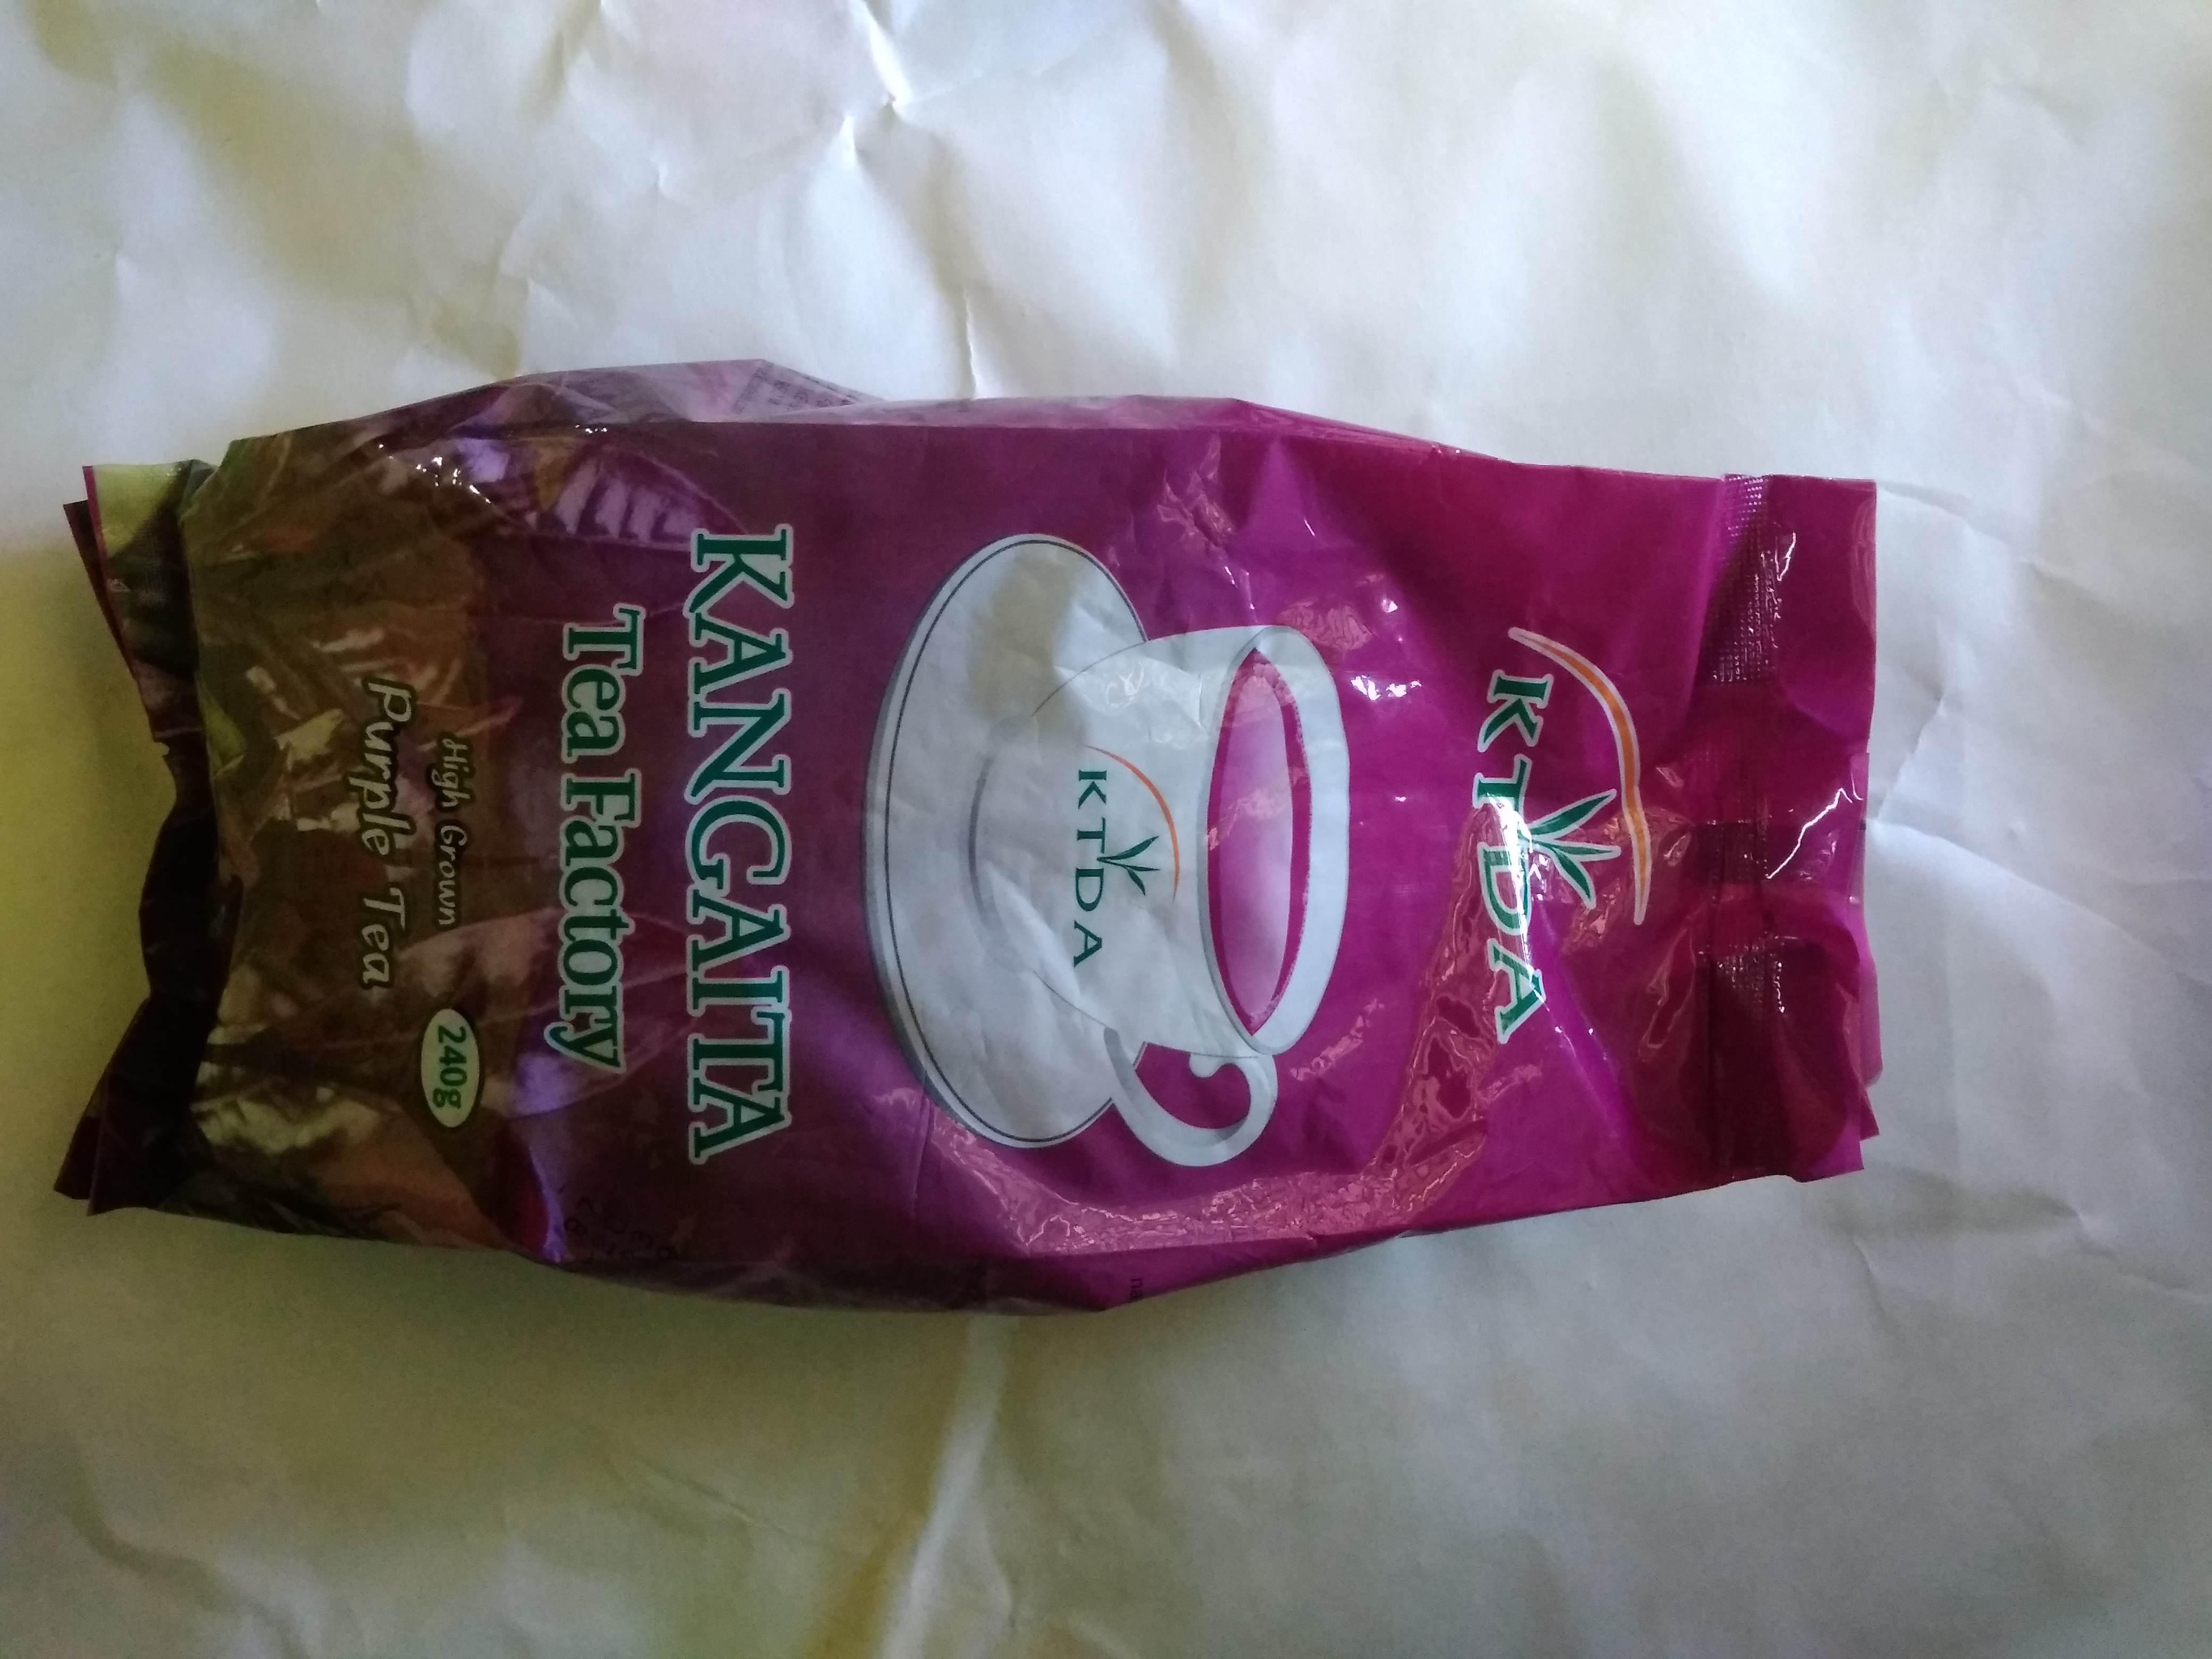 KTDA
KTDA
KANGAITA
Tea Factory
High Grown
240g
Purple Tea